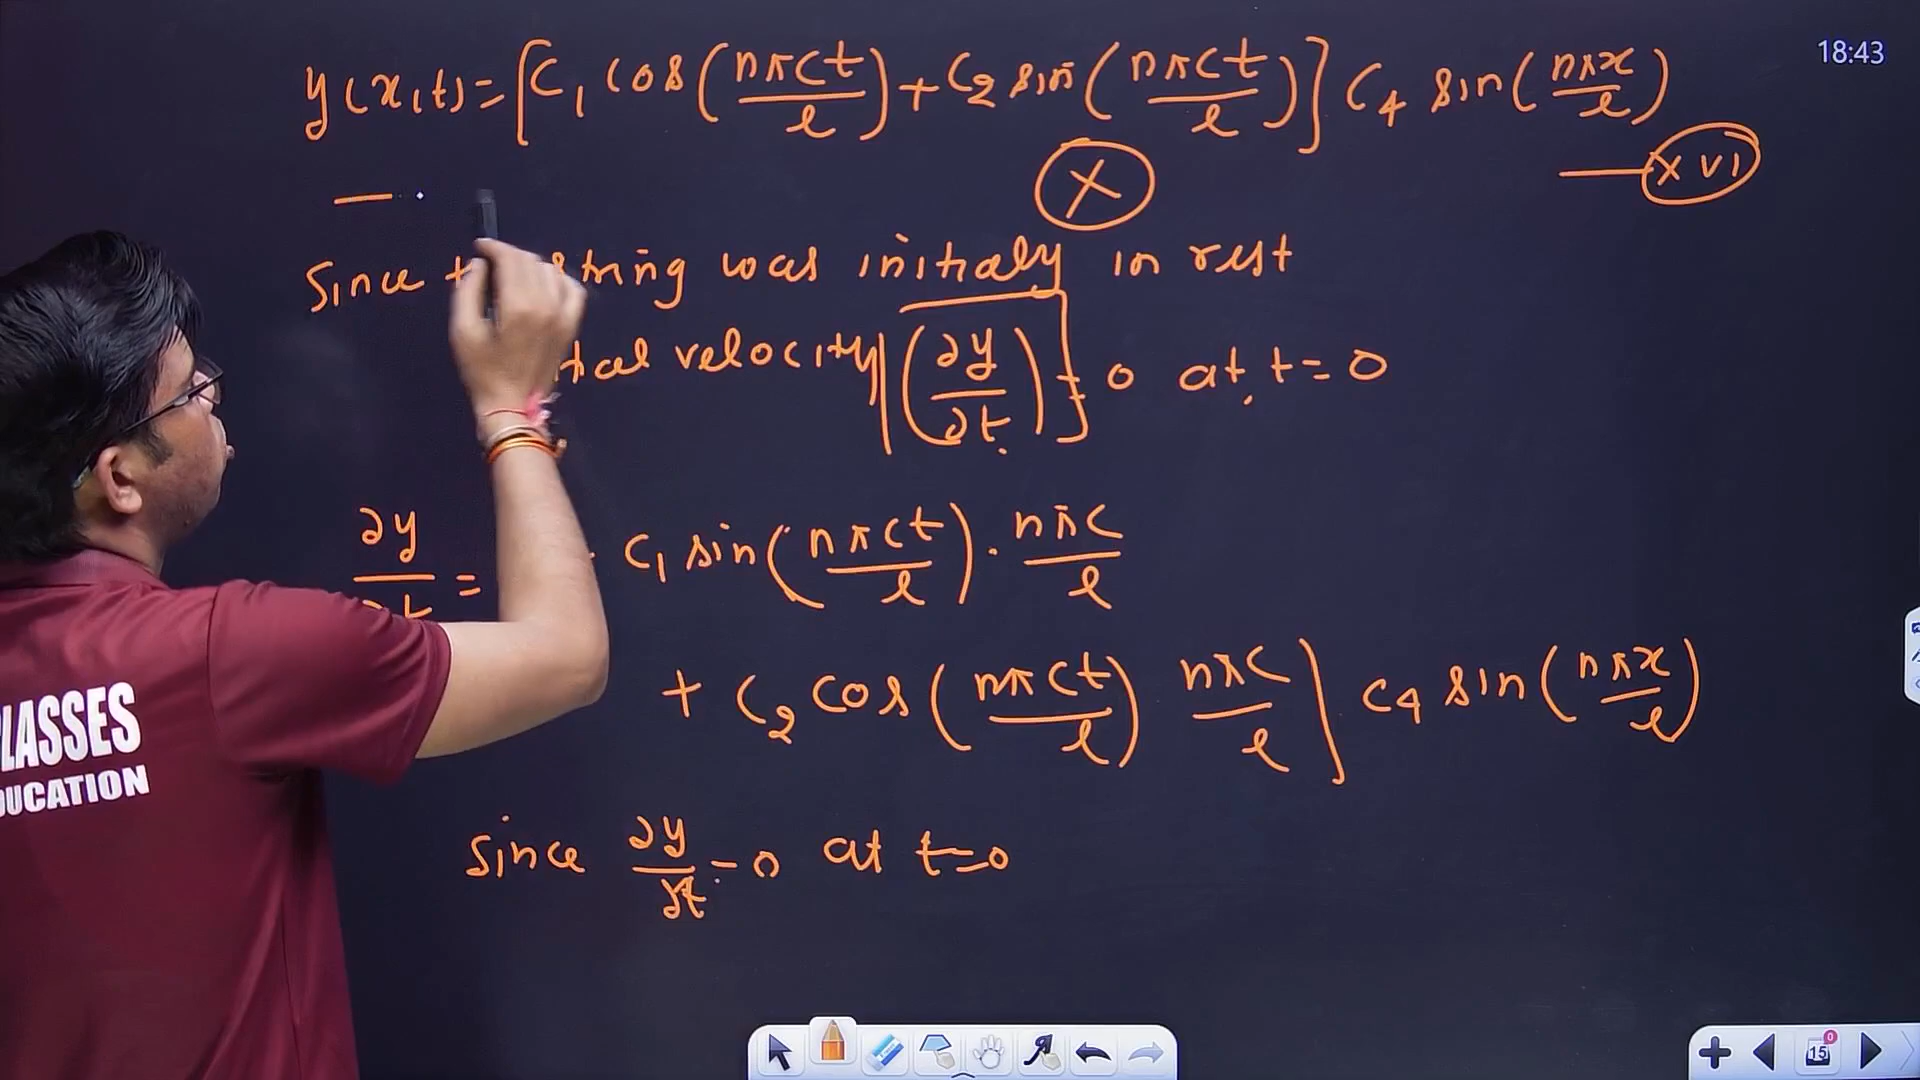 18:43
y(x,t) = [C₁ cos(nπct/l) + C₂ sin(nπct/l)] C₄ sin(nπx/l)
X — XVI
Since string was initialy in rest
velocity (∂y/∂t) = 0 at t = 0
∂y/∂t = C₁ sin(nπct/l) · nπc/l
+ C₂ cos(nπct/l) nπc/l] C₄ sin(nπx/l)
since ∂y/∂t = 0 at t=0
LASSES
UCATION
15
0